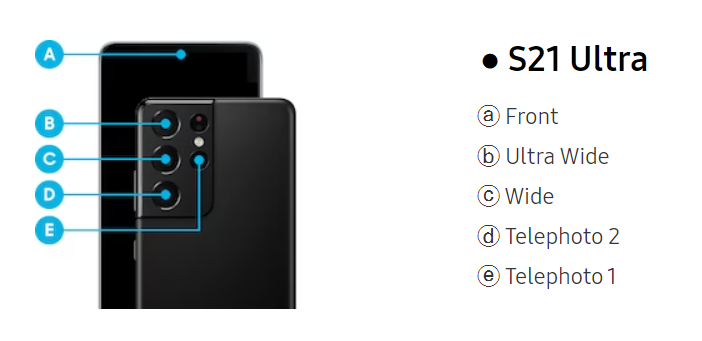 A
B
C
D
E
● S21 Ultra
ⓐ Front
ⓑ Ultra Wide
ⓒ Wide
ⓓ Telephoto 2
ⓔ Telephoto 1